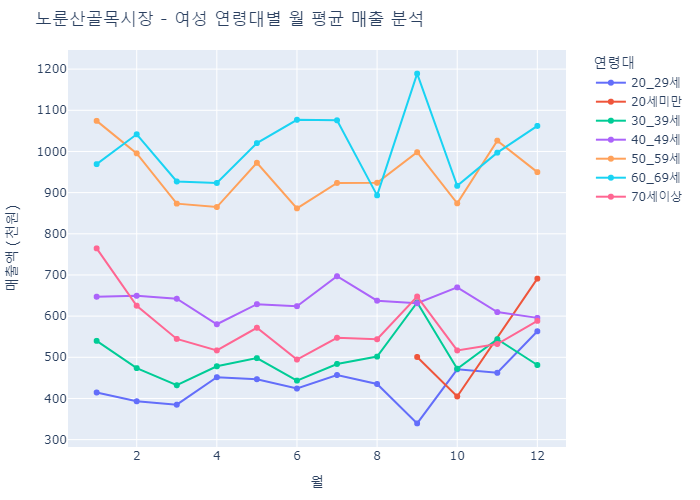 노룬산골목시장 - 여성 연령대별 월 평균 매출 분석
매출액 (천원)
1200
1100
1000
900
800
700
600
500
400
300
2 4 6 8 10 12
월
연령대
20_29세
20세미만
30_39세
40_49세
50_59세
60_69세
70세이상